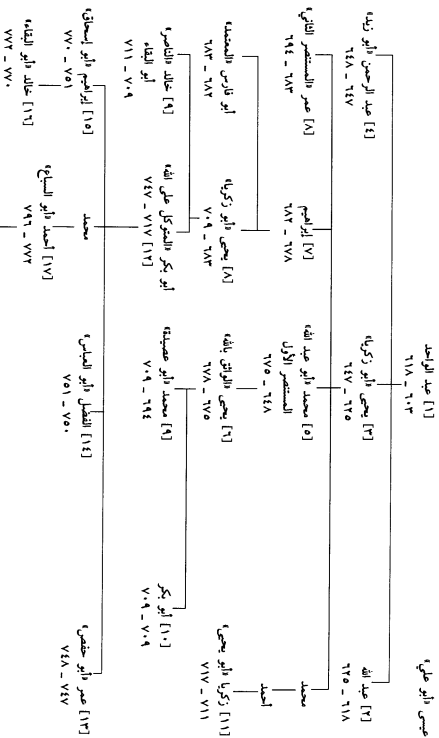 [١] عبد الواحد
٦٠٣ – ٦١٨
عيسى «أبو علي»
[٢] عبد الله
٦١٨ – ٦٢٥
[٣] يحيى «أبو زكريا»
٦٢٥ – ٦٤٧
[٤] عبد الرحمن «أبو زيد»
٦٤٧ – ٦٤٨
محمد
أحمد
[١١] زكريا «أبو يحيى»
٧١١ – ٧١٧
[٥] محمد «أبو عبد الله»
المستنصر الأول
٦٤٨ – ٦٧٥
[٧] إبراهيم
٦٧٨ – ٦٨٢
[٨] عمر «المستنصر الثاني»
٦٨٣ – ٦٩٤
[٦] يحيى «الواثق بالله»
٦٧٥ – ٦٧٨
[٨] يحيى «أبو زكريا»
٦٨٣ – ٧٠٩
أبو فارس «المعتمد»
٦٨٢ – ٦٨٣
[٩] محمد «أبو عصيدة»
٦٩٤ – ٧٠٩
[١٠] أبو بكر
٧٠٩ – ٧٠٩
أبو بكر «المتوكل على الله»
[١٢] ٧١٧ – ٧٤٧
[٩] خالد «الناصر»
أبو البقاء
٧٠٩ – ٧١١
[١٣] عمر «أبو حفص»
٧٤٧ – ٧٤٨
[١٤] الفضل «أبو العباس»
٧٥٠ – ٧٥١
محمد
[١٥] إبراهيم «أبو إسحاق»
٧٥١ – ٧٧٠
[١٧] أحمد «أبو السباع»
٧٧٢ – ٧٩٦
[١٦] خالد «أبو البقاء»
٧٧٠ – ٧٧٢